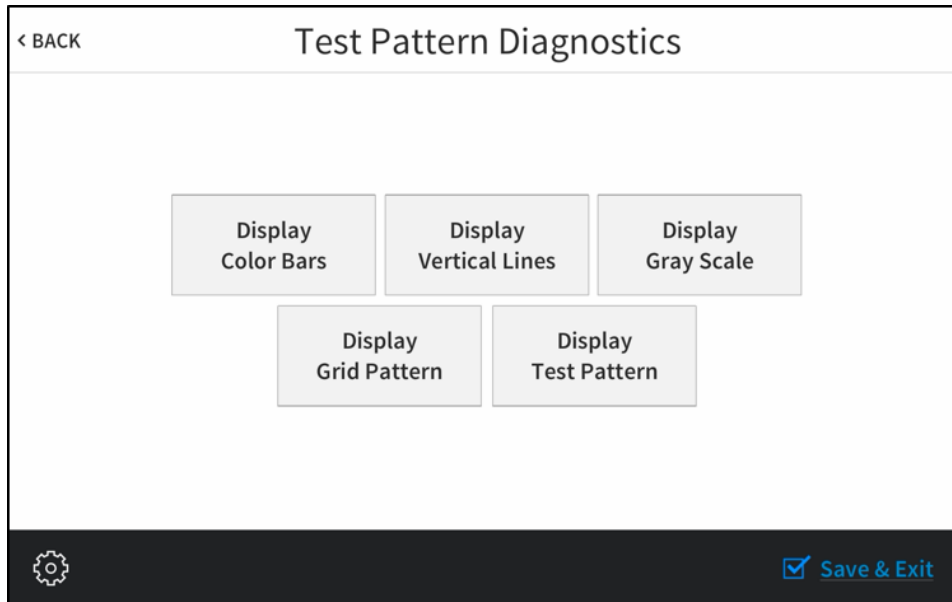 < BACK
Test Pattern Diagnostics
Display
Color Bars
Display
Vertical Lines
Display
Gray Scale
Display
Grid Pattern
Display
Test Pattern
Save & Exit